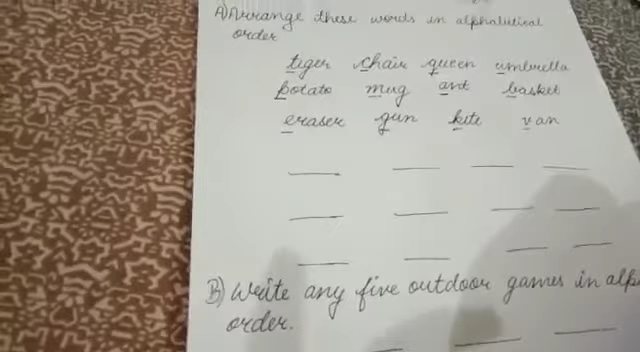 A) Arrange these words in alphabetical
order
tiger chair queen umbrella
potato mug ant basket
eraser gun kite van
B) Write any five outdoor games in alp
order.